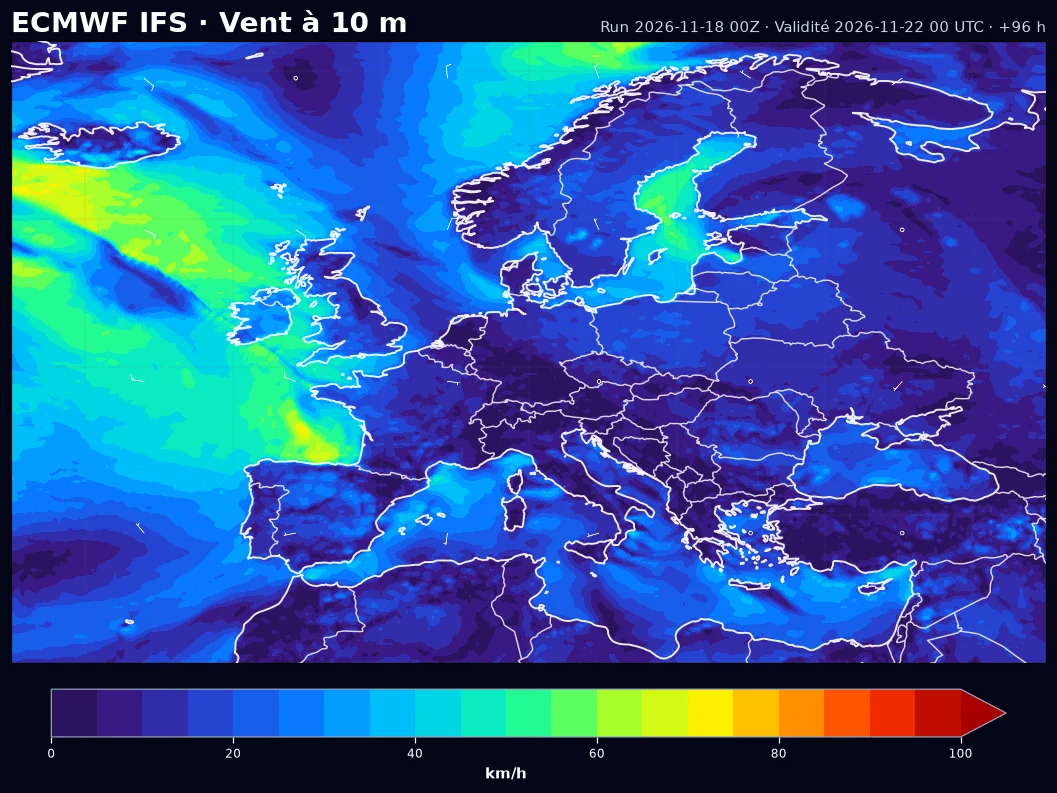 ECMWF IFS · Vent à 10 m
Run 2026-11-18 00Z · Validité 2026-11-22 00 UTC · +96 h
0 20 40 60 80 100
km/h